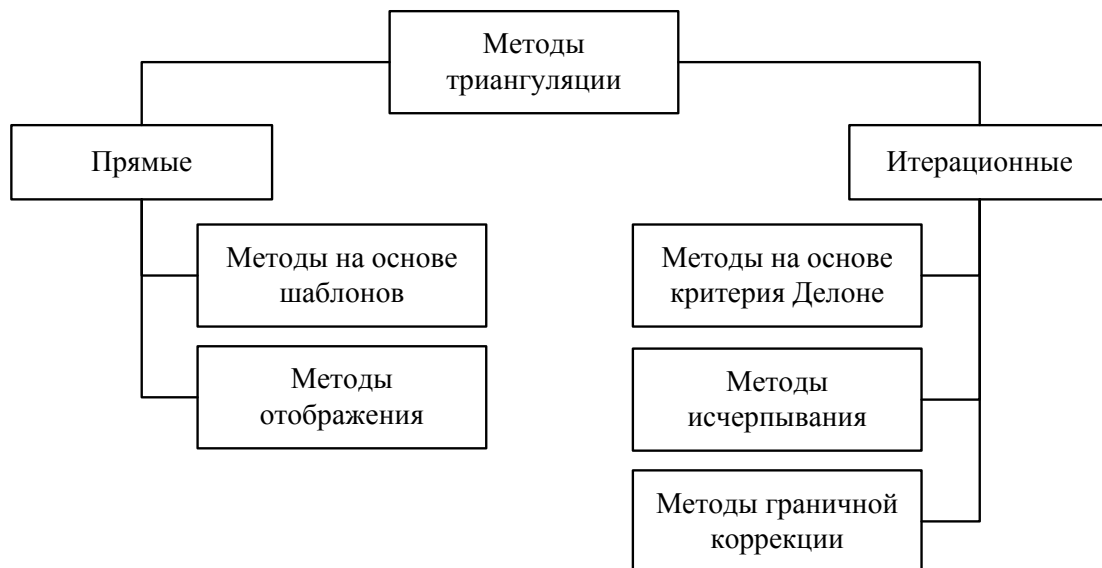 Методы
триангуляции
Прямые
Итерационные
Методы на основе
шаблонов
Методы
отображения
Методы на основе
критерия Делоне
Методы
исчерпывания
Методы граничной
коррекции